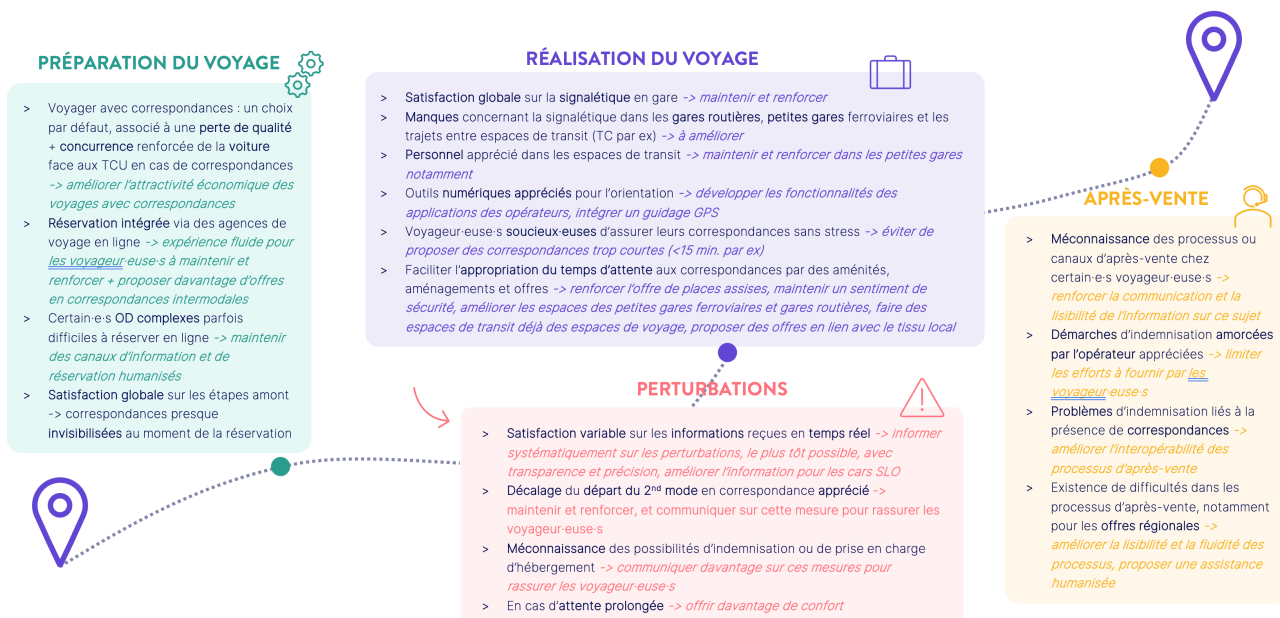 PRÉPARATION DU VOYAGE
> Voyager avec correspondances : un choix
par défaut, associé à une perte de qualité
+ concurrence renforcée de la voiture
face aux TCU en cas de correspondances
-> améliorer l'attractivité économique des
voyages avec correspondances
> Réservation intégrée via des agences de
voyage en ligne -> expérience fluide pour
les voyageur·euse·s à maintenir et
renforcer + proposer davantage d'offres
en correspondances intermodales
> Certain·e·s OD complexes parfois
difficiles à réserver en ligne -> maintenir
des canaux d'information et de
réservation humanisés
> Satisfaction globale sur les étapes amont
-> correspondances presque
invisibilisées au moment de la réservation
RÉALISATION DU VOYAGE
> Satisfaction globale sur la signalétique en gare -> maintenir et renforcer
> Manques concernant la signalétique dans les gares routières, petites gares ferroviaires et les
trajets entre espaces de transit (TC par ex) -> à améliorer
> Personnel apprécié dans les espaces de transit -> maintenir et renforcer dans les petites gares
notamment
> Outils numériques appréciés pour l'orientation -> développer les fonctionnalités des
applications des opérateurs, intégrer un guidage GPS
> Voyageur·euse·s soucieux·euses d'assurer leurs correspondances sans stress -> éviter de
proposer des correspondances trop courtes (<15 min. par ex)
> Faciliter l'appropriation du temps d'attente aux correspondances par des aménités,
aménagements et offres -> renforcer l'offre de places assises, maintenir un sentiment de
sécurité, améliorer les espaces des petites gares ferroviaires et gares routières, faire des
espaces de transit déjà des espaces de voyage, proposer des offres en lien avec le tissu local
PERTURBATIONS
> Satisfaction variable sur les informations reçues en temps réel -> informer
systématiquement sur les perturbations, le plus tôt possible, avec
transparence et précision, améliorer l'information pour les cars SLO
> Décalage du départ du 2nd mode en correspondance apprécié ->
maintenir et renforcer, et communiquer sur cette mesure pour rassurer les
voyageur·euse·s
> Méconnaissance des possibilités d'indemnisation ou de prise en charge
d'hébergement -> communiquer davantage sur ces mesures pour
rassurer les voyageur·euse·s
> En cas d'attente prolongée -> offrir davantage de confort
APRÈS-VENTE
> Méconnaissance des processus ou
canaux d'après-vente chez
certain·e·s voyageur·euse·s ->
renforcer la communication et la
lisibilité de l'information sur ce sujet
> Démarches d'indemnisation amorcées
par l'opérateur appréciées -> limiter
les efforts à fournir par les
voyageur·euse·s
> Problèmes d'indemnisation liés à la
présence de correspondances ->
améliorer l'interopérabilité des
processus d'après-vente
> Existence de difficultés dans les
processus d'après-vente, notamment
pour les offres régionales ->
améliorer la lisibilité et la fluidité des
processus, proposer une assistance
humanisée